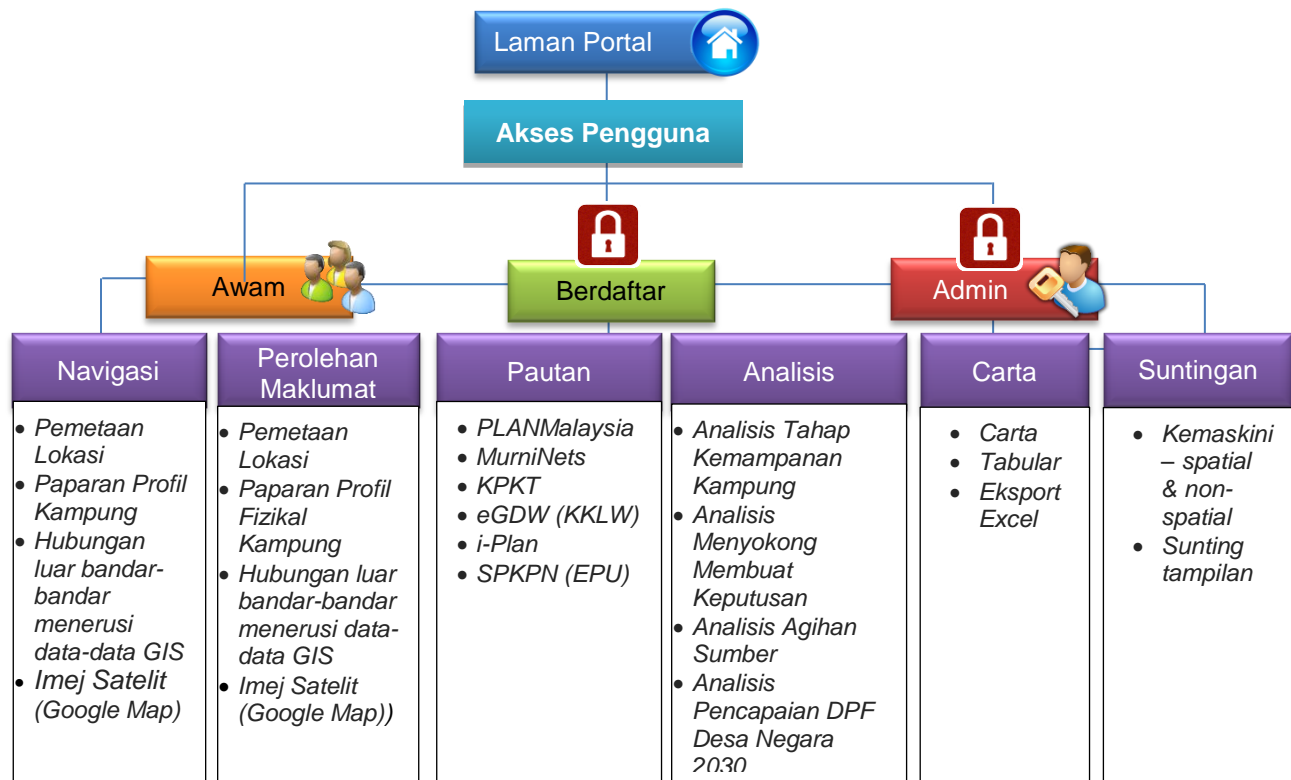 Laman Portal
Akses Pengguna
Awam
Berdaftar
Admin
Navigasi
• Pemetaan
Lokasi
• Paparan Profil
Kampung
• Hubungan
luar bandar-
bandar
menerusi
data-data GIS
• Imej Satelit
(Google Map)
Perolehan
Maklumat
• Pemetaan
Lokasi
• Paparan Profil
Fizikal
Kampung
• Hubungan luar
bandar-bandar
menerusi data-
data GIS
• Imej Satelit
(Google Map))
Pautan
• PLANMalaysia
• MurniNets
• KPKT
• eGDW (KKLW)
• i-Plan
• SPKPN (EPU)
Analisis
• Analisis Tahap
Kemampanan
Kampung
• Analisis
Menyokong
Membuat
Keputusan
• Analisis Agihan
Sumber
• Analisis
Pencapaian DPF
Desa Negara
2030
Carta
• Carta
• Tabular
• Eksport
Excel
Suntingan
• Kemaskini
– spatial
& non-
spatial
• Sunting
tampilan